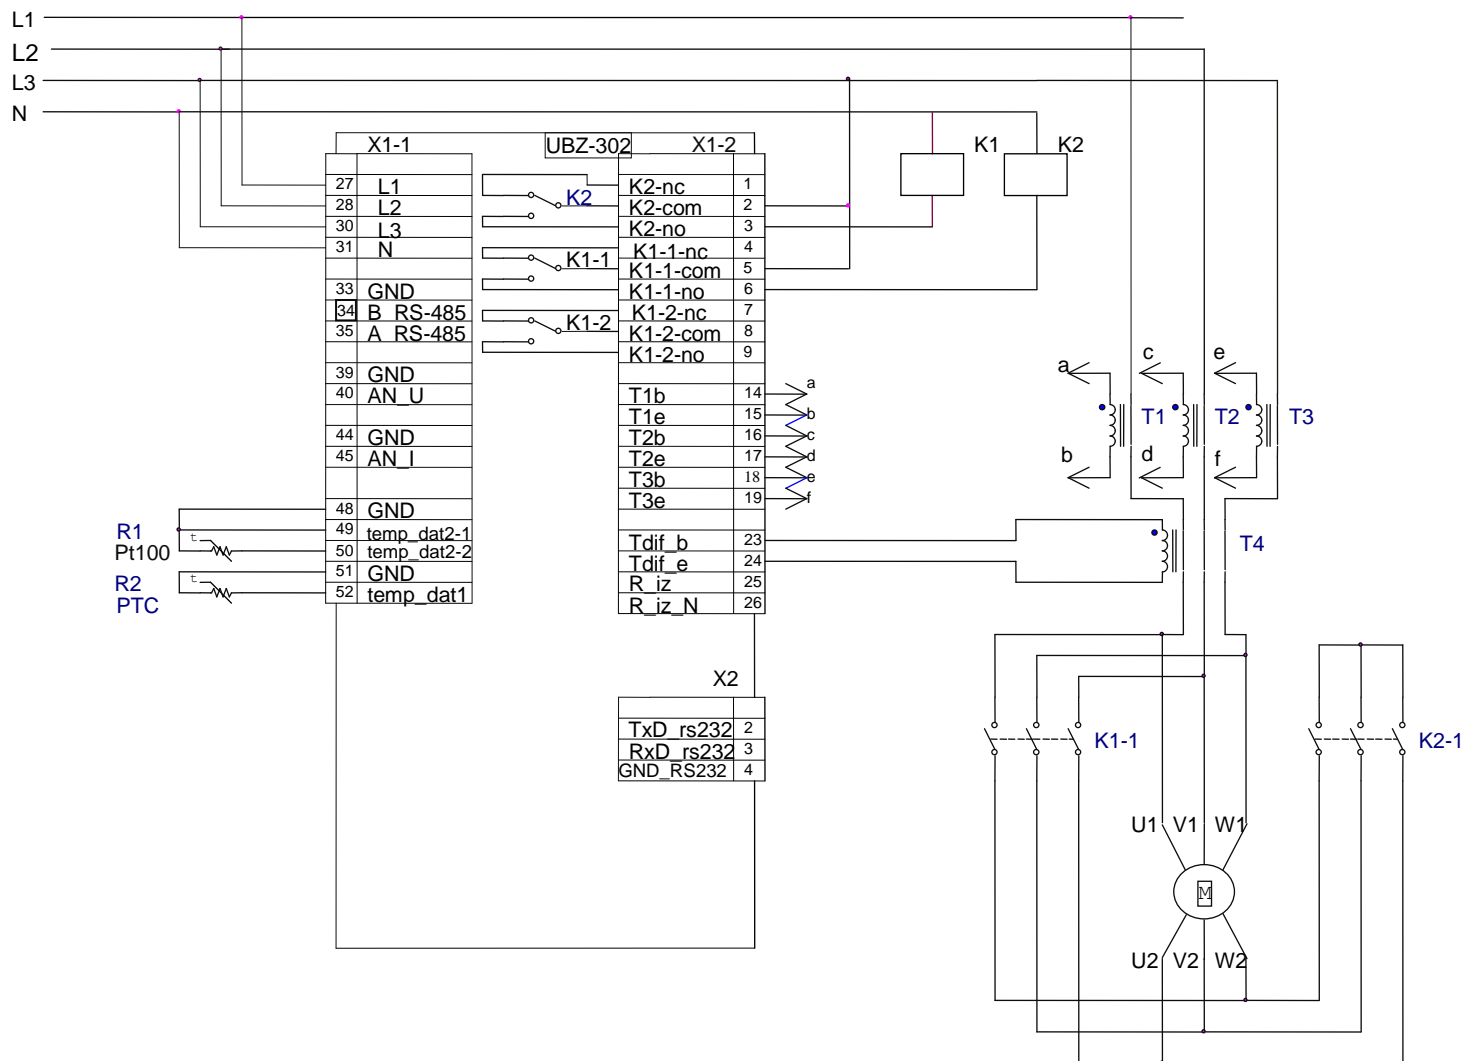 L1
L2
L3
N
X1-1
UBZ-302
X1-2
K1
K2
27 L1
28 L2
30 L3
31 N
33 GND
34 B RS-485
35 A RS-485
39 GND
40 AN_U
44 GND
45 AN_I
48 GND
49 temp_dat2-1
50 temp_dat2-2
51 GND
52 temp_dat1
R1
Pt100
t
R2
PTC
t
K2
K1-1
K1-2
K2-nc 1
K2-com 2
K2-no 3
K1-1-nc 4
K1-1-com 5
K1-1-no 6
K1-2-nc 7
K1-2-com 8
K1-2-no 9
T1b 14 a
T1e 15 b
T2b 16 c
T2e 17 d
T3b 18 e
T3e 19 f
Tdif_b 23
Tdif_e 24
R_iz 25
R_iz_N 26
X2
TxD_rs232 2
RxD_rs232 3
GND_RS232 4
a c e
T1 T2 T3
b d f
T4
K1-1
K2-1
U1 V1 W1
M
U2 V2 W2